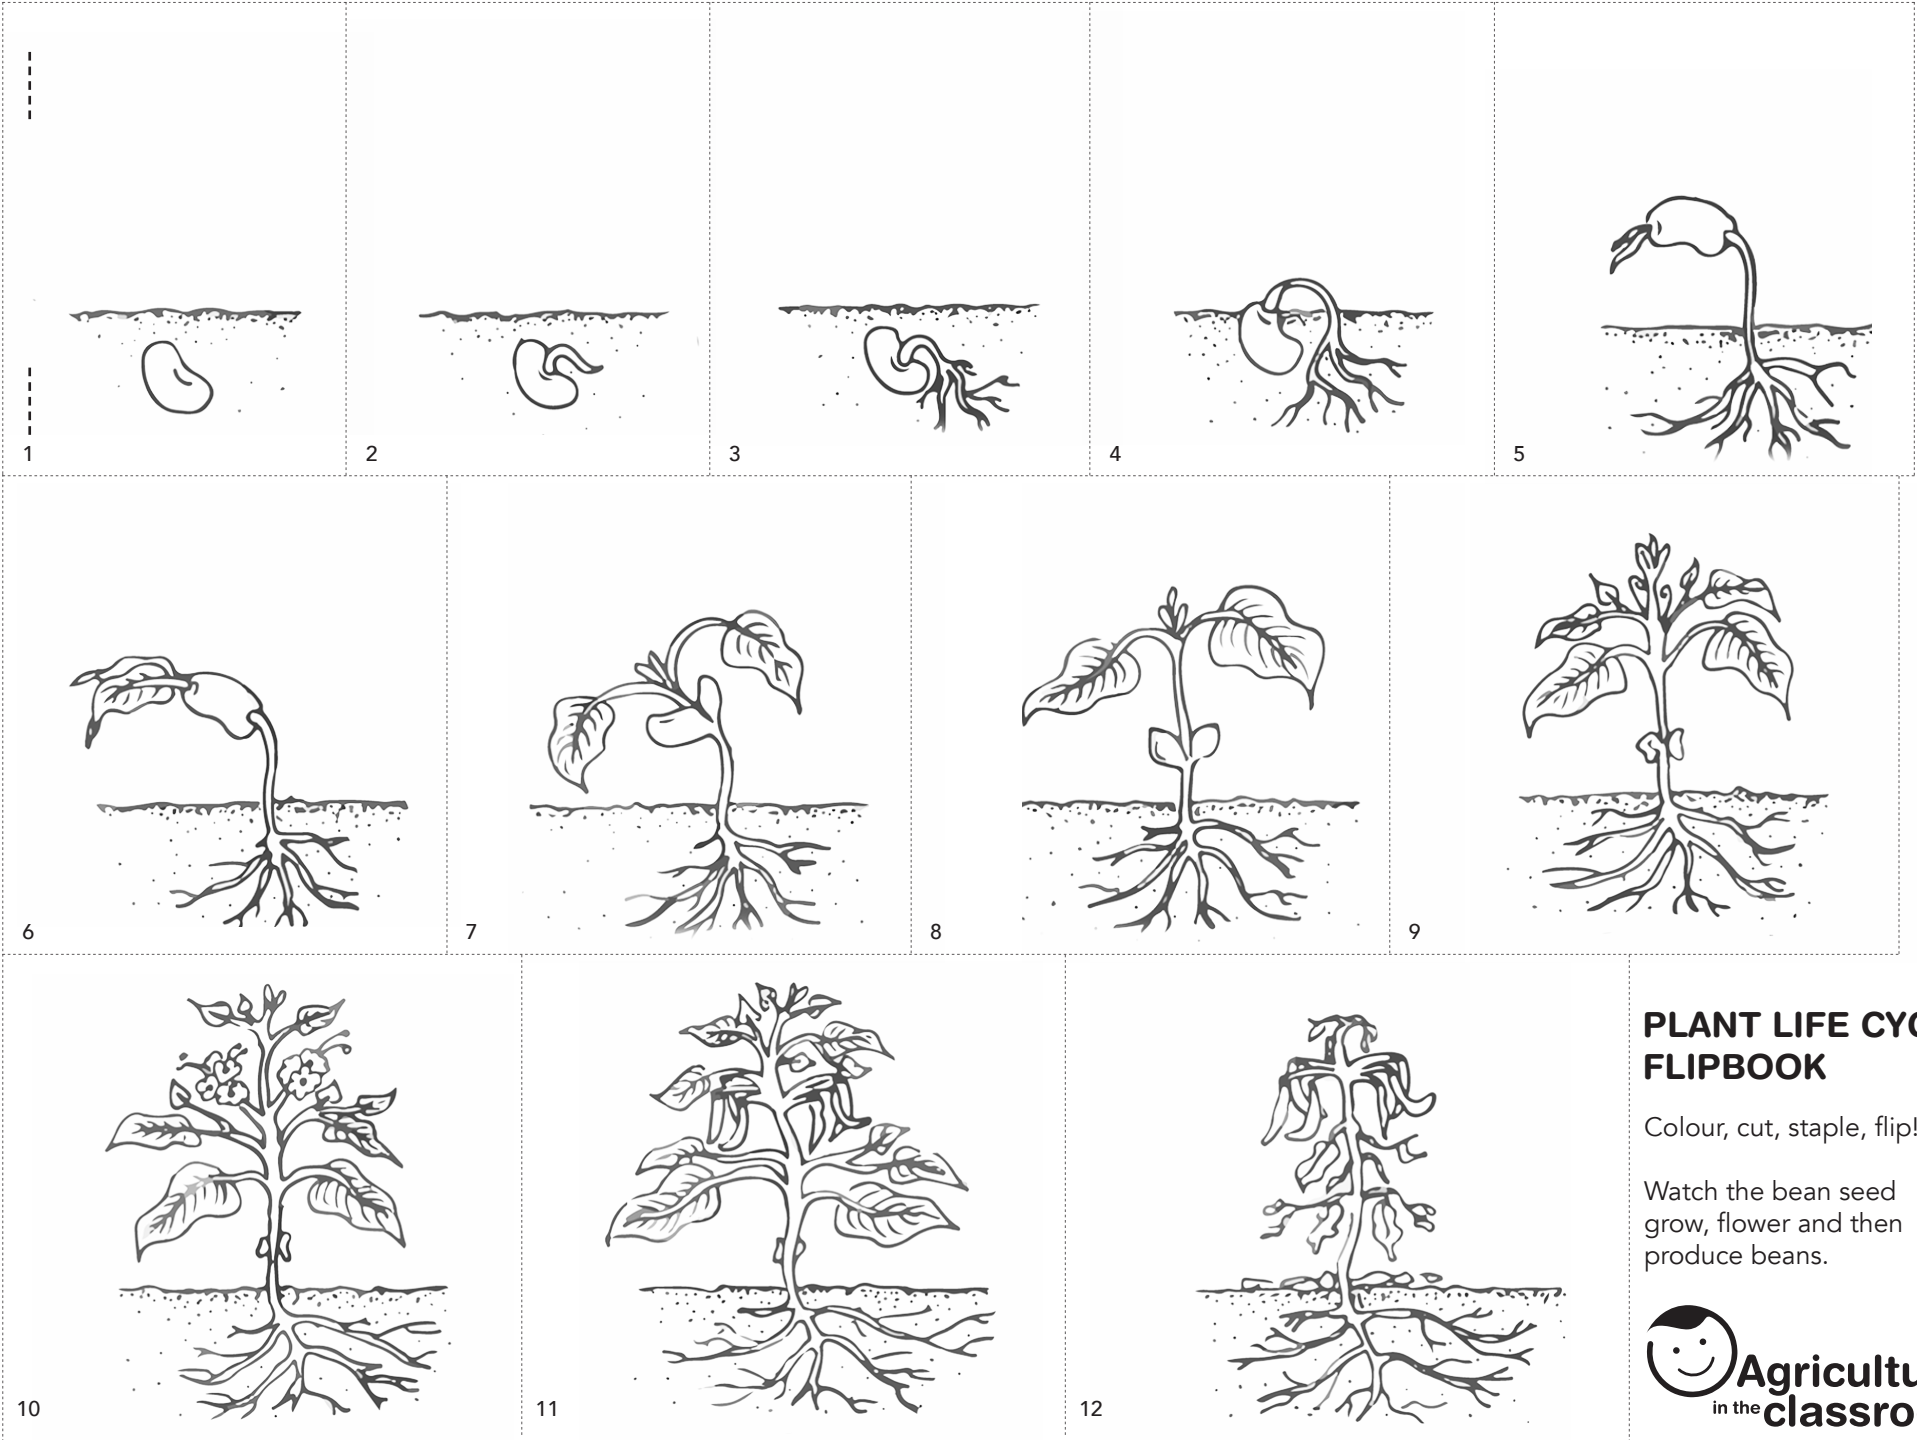 1
2
3
4
5
6
7
8
9
10
11
12
PLANT LIFE CYC
FLIPBOOK
Colour, cut, staple, flip!
Watch the bean seed
grow, flower and then
produce beans.
Agricultu
in the classro